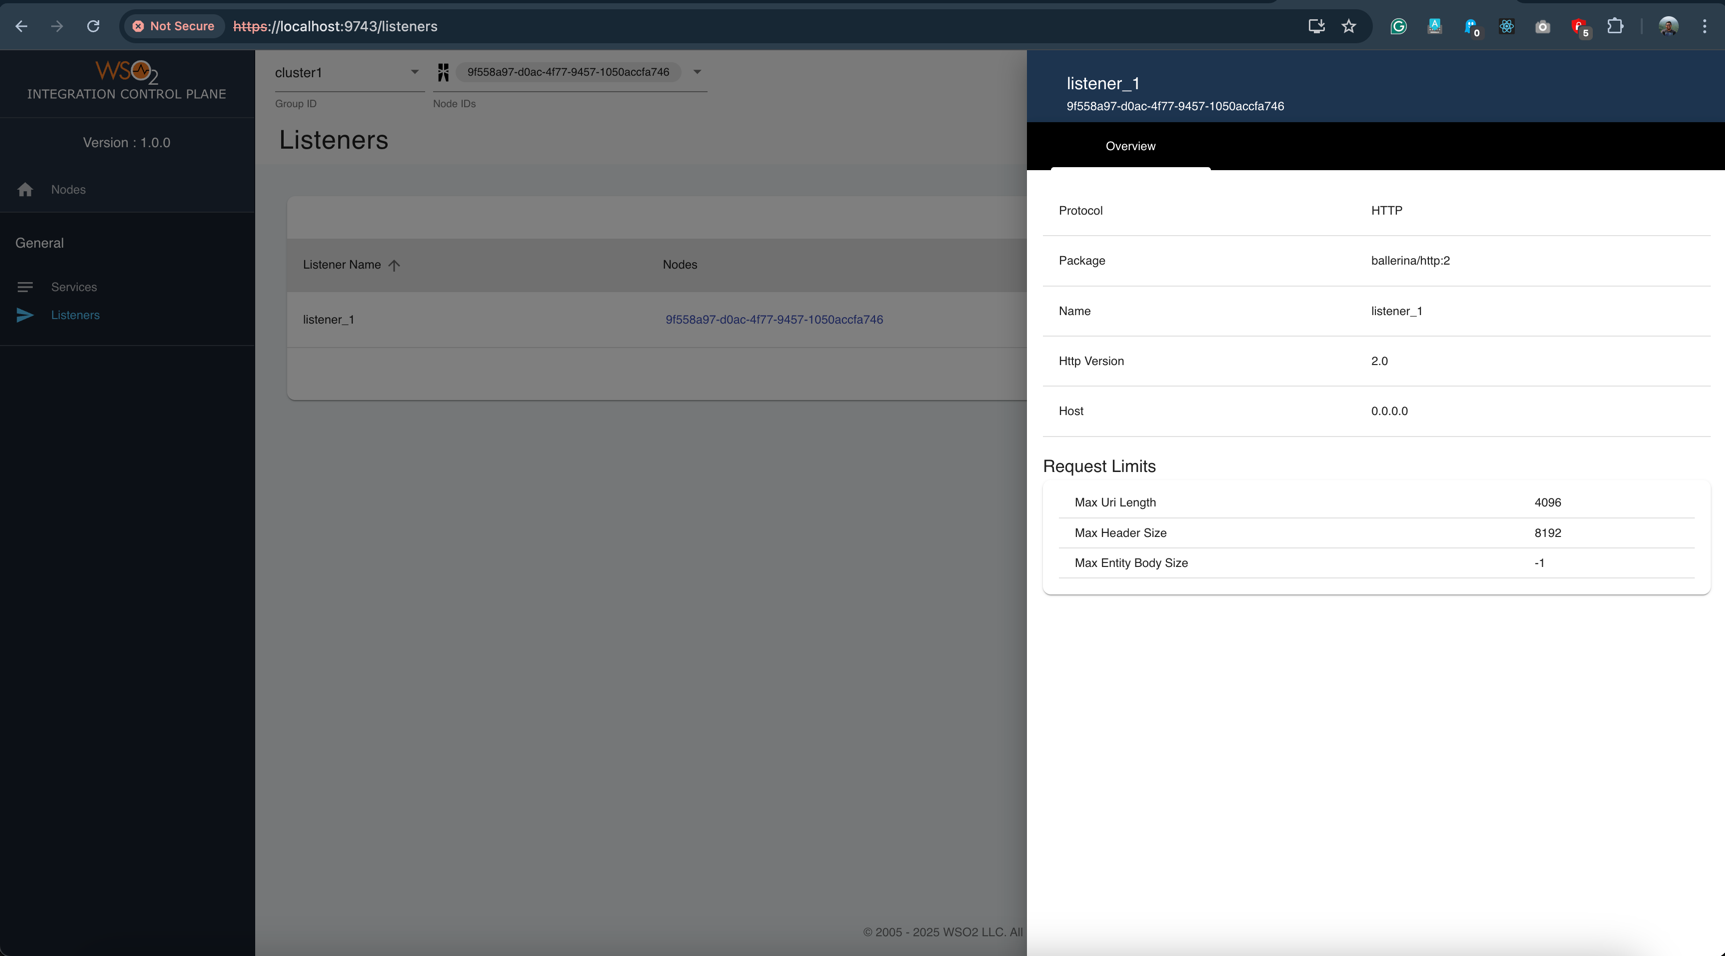 Not Secure
https://localhost:9743/listeners
0
5
WSO2
INTEGRATION CONTROL PLANE
Version : 1.0.0
Nodes
General
Services
Listeners
cluster1
Group ID
9f558a97-d0ac-4f77-9457-1050accfa746
Node IDs
Listeners
Listener Name
Nodes
listener_1
9f558a97-d0ac-4f77-9457-1050accfa746
© 2005 - 2025 WSO2 LLC. All
listener_1
9f558a97-d0ac-4f77-9457-1050accfa746
Overview
Protocol HTTP
Package ballerina/http:2
Name listener_1
Http Version 2.0
Host 0.0.0.0
Request Limits
Max Uri Length 4096
Max Header Size 8192
Max Entity Body Size -1